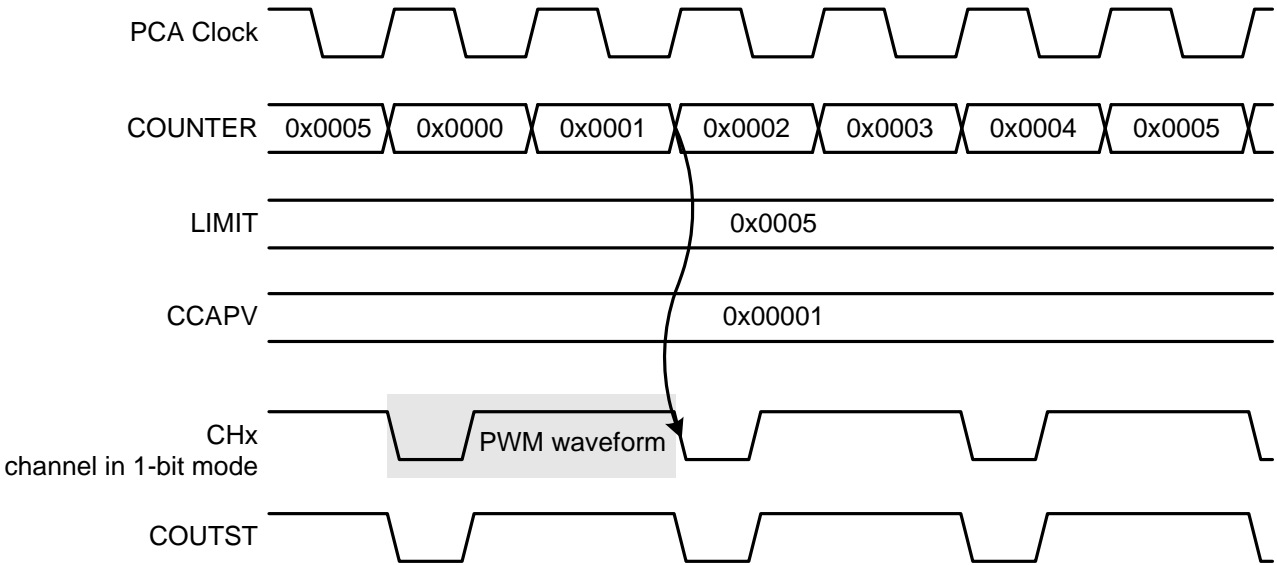 PCA Clock
COUNTER 0x0005 0x0000 0x0001 0x0002 0x0003 0x0004 0x0005
LIMIT 0x0005
CCAPV 0x00001
CHx
channel in 1-bit mode
PWM waveform
COUTST